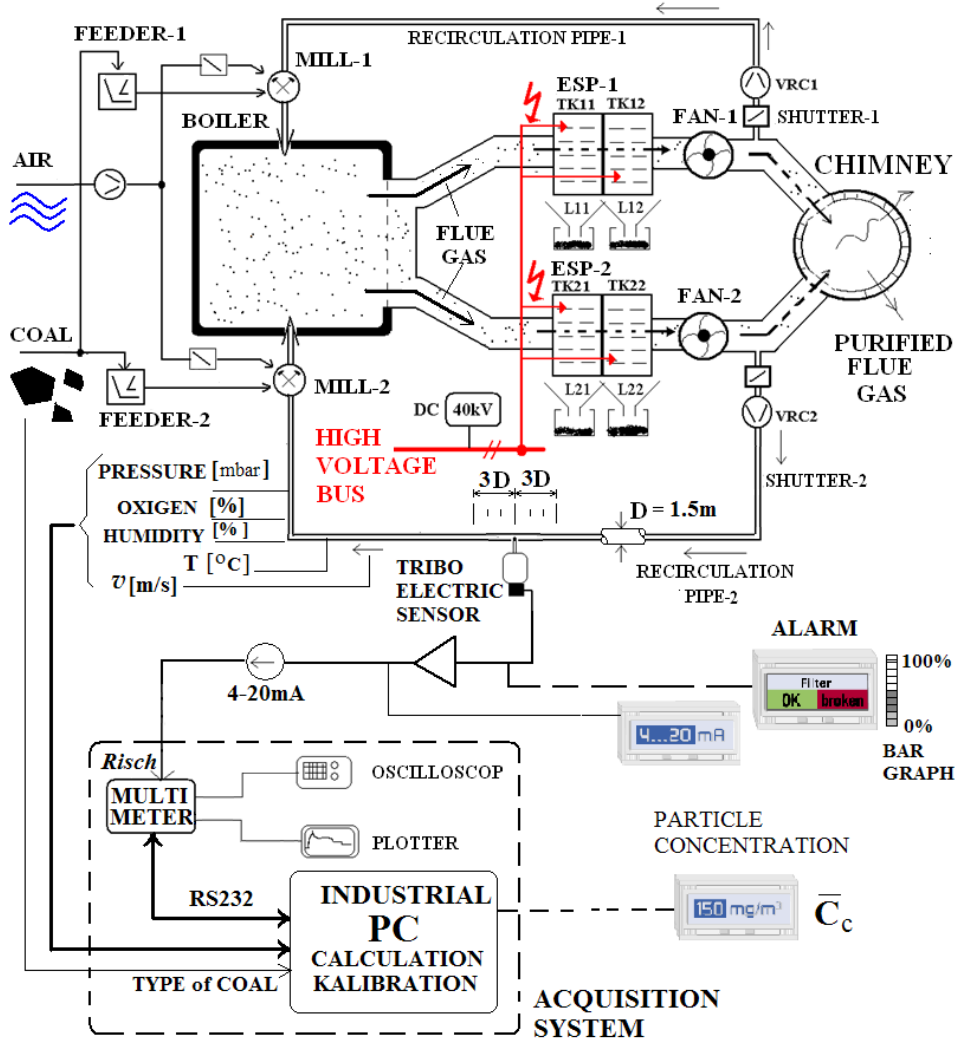 FEEDER-1
RECIRCULATION PIPE-1
MILL-1
ESP-1
TK11 TK12
VRC1
FAN-1
SHUTTER-1
BOILER
AIR
CHIMNEY
L11 L12
FLUE
GAS
ESP-2
TK21 TK22
FAN-2
COAL
PURIFIED
FLUE
GAS
MILL-2
L21 L22
FEEDER-2
DC 40kV
VRC2
HIGH
VOLTAGE
BUS
PRESSURE [mbar]
SHUTTER-2
3D 3D
OXIGEN [%]
D = 1.5m
HUMIDITY [%]
T [°C]
TRIBO
ELECTRIC
SENSOR
RECIRCULATION
PIPE-2
v[m/s]
ALARM
100%
Filter
OK broken
0%
4-20mA
4...20 mA
BAR
GRAPH
Risch
MULTI
METER
OSCILLOSCOP
PLOTTER
PARTICLE
CONCENTRATION
RS232
INDUSTRIAL
PC
CALCULATION
KALIBRATION
150 mg/m³
C̅c
TYPE of COAL
ACQUISITION
SYSTEM